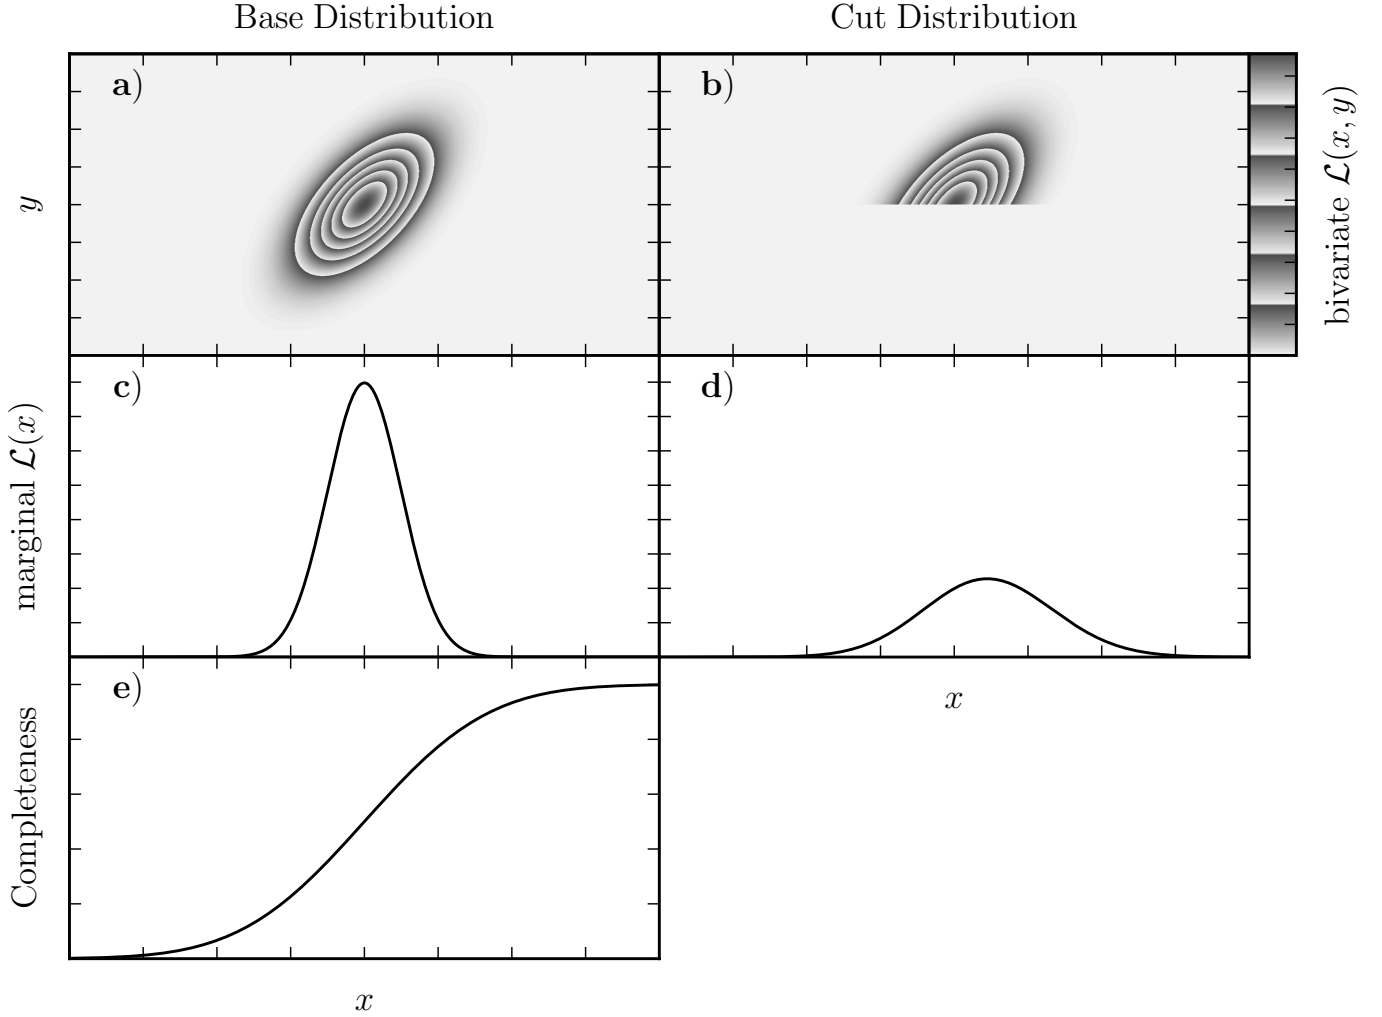 Base Distribution
Cut Distribution
a)
b)
y
bivariate 𝓛(x, y)
c)
d)
marginal 𝓛(x)
x
e)
Completeness
x